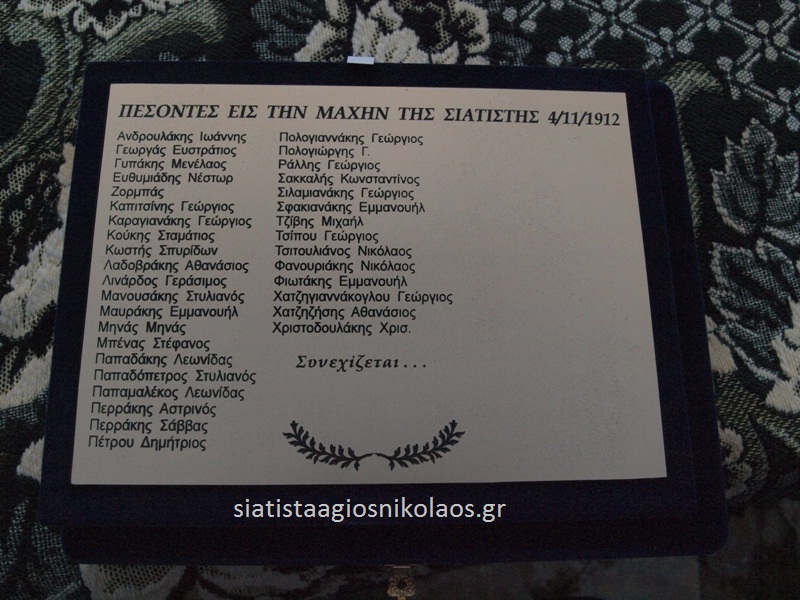 ΠΕΣΟΝΤΕΣ ΕΙΣ ΤΗΝ ΜΑΧΗΝ ΤΗΣ ΣΙΑΤΙΣΤΗΣ 4/11/1912
Ανδρουλάκης Ιωάννης
Γεωργάς Ευστράτιος
Γυπάκης Μενέλαος
Ευθυμιάδης Νέστωρ
Ζορμπάς
Καπιτσίνης Γεώργιος
Καραγιανάκης Γεώργιος
Κούκης Σταμάτιος
Κωστής Σπυρίδων
Λαδοβράκης Αθανάσιος
Λινάρδος Γεράσιμος
Μανουσάκης Στυλιανός
Μαυράκης Εμμανουήλ
Μηνάς Μηνάς
Μπένας Στέφανος
Παπαδάκης Λεωνίδας
Παπαδόπετρος Στυλιανός
Παπαμαλέκος Λεωνίδας
Περράκης Αστρινός
Περράκης Σάββας
Πέτρου Δημήτριος
Πολογιαννάκης Γεώργιος
Πολογιώργης Γ.
Ράλλης Γεώργιος
Σακκαλής Κωνσταντίνος
Σιλαμιανάκης Γεώργιος
Σφακιανάκης Εμμανουήλ
Τζίβης Μιχαήλ
Τσίπου Γεώργιος
Τσιτουλιάνος Νικόλαος
Φανουριάκης Νικόλαος
Φιωτάκης Εμμανουήλ
Χατζηγιαννάκογλου Γεώργιος
Χατζηζήσης Αθανάσιος
Χριστοδουλάκης Χρισ.
Συνεχίζεται . . .
siatistaagiosnikolaos.gr